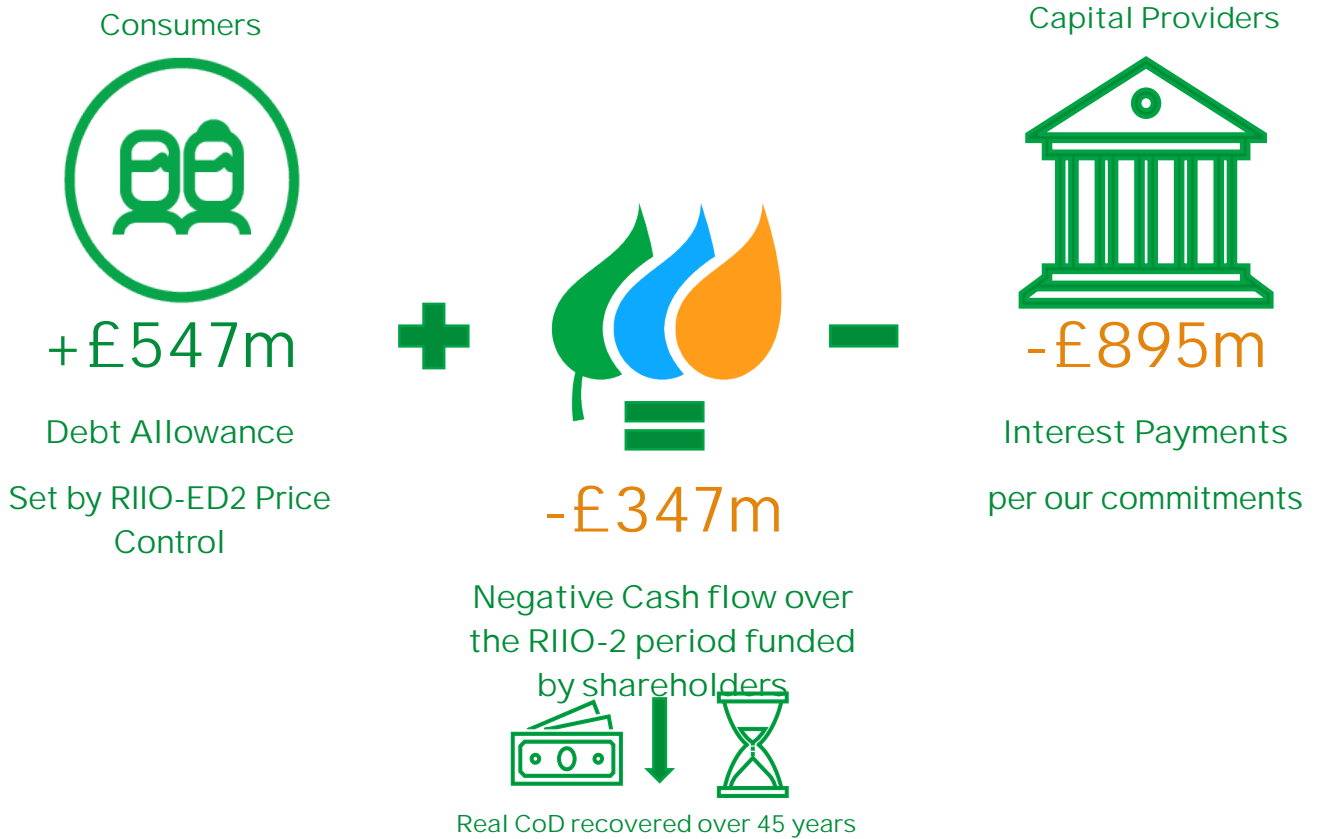 Consumers
+£547m
Debt Allowance
Set by RIIO-ED2 Price
Control
-£347m
Negative Cash flow over
the RIIO-2 period funded
by shareholders
Real CoD recovered over 45 years
Capital Providers
-£895m
Interest Payments
per our commitments